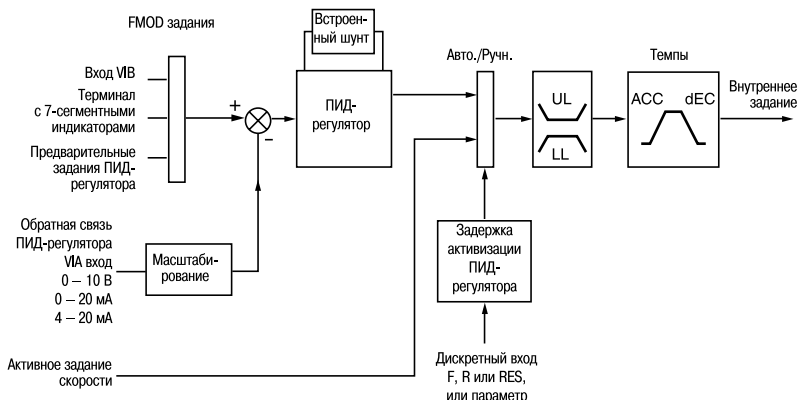 FMOD задания
Встроен-
ный шунт
Авто./Ручн.
Темпы
Вход VIB
Терминал
с 7-сегментными
индикаторами
Предварительные
задания ПИД-
регулятора
+
–
ПИД-
регулятор
UL
LL
ACC dEC
Внутреннее
задание
Обратная связь
ПИД-регулятора
VIA вход
0 – 10 В
0 – 20 мА
4 – 20 мА
Масштаби-
рование
Задержка
активизации
ПИД-
регулятора
Активное задание
скорости
Дискретный вход
F, R или RES,
или параметр